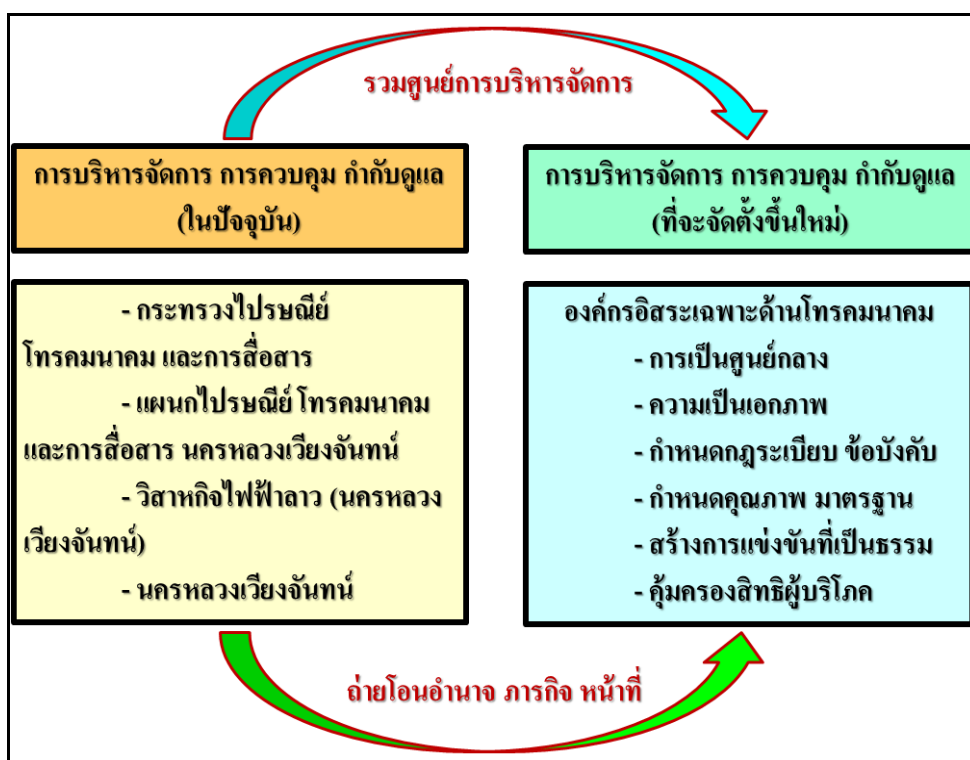 รวมศูนย์การบริหารจัดการ
การบริหารจัดการ การควบคุม กำกับดูแล
(ในปัจจุบัน)
การบริหารจัดการ การควบคุม กำกับดูแล
(ที่จะจัดตั้งขึ้นใหม่)
- กระทรวงไปรษณีย์
โทรคมนาคม และการสื่อสาร
- แผนกไปรษณีย์ โทรคมนาคม
และการสื่อสาร นครหลวงเวียงจันทน์
- วิสาหกิจไฟฟ้าลาว (นครหลวง
เวียงจันทน์)
- นครหลวงเวียงจันทน์
องค์กรอิสระเฉพาะด้านโทรคมนาคม
- การเป็นศูนย์กลาง
- ความเป็นเอกภาพ
- กำหนดกฎระเบียบ ข้อบังคับ
- กำหนดคุณภาพ มาตรฐาน
- สร้างการแข่งขันที่เป็นธรรม
- คุ้มครองสิทธิผู้บริโภค
ถ่ายโอนอำนาจ ภารกิจ หน้าที่